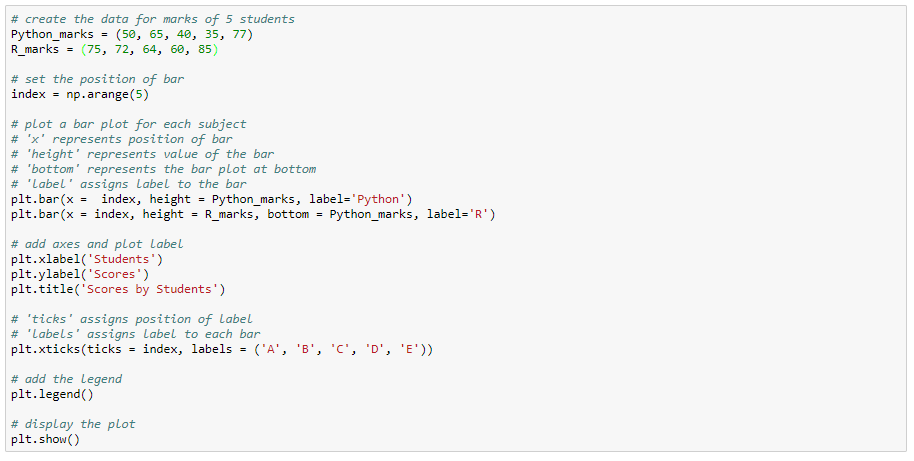 # create the data for marks of 5 students
Python_marks = (50, 65, 40, 35, 77)
R_marks = (75, 72, 64, 60, 85)
# set the position of bar
index = np.arange(5)
# plot a bar plot for each subject
# 'x' represents position of bar
# 'height' represents value of the bar
# 'bottom' represents the bar plot at bottom
# 'label' assigns label to the bar
plt.bar(x =  index, height = Python_marks, label='Python')
plt.bar(x = index, height = R_marks, bottom = Python_marks, label='R')
# add axes and plot label
plt.xlabel('Students')
plt.ylabel('Scores')
plt.title('Scores by Students')
# 'ticks' assigns position of label
# 'labels' assigns label to each bar
plt.xticks(ticks = index, labels = ('A', 'B', 'C', 'D', 'E'))
# add the legend
plt.legend()
# display the plot
plt.show()